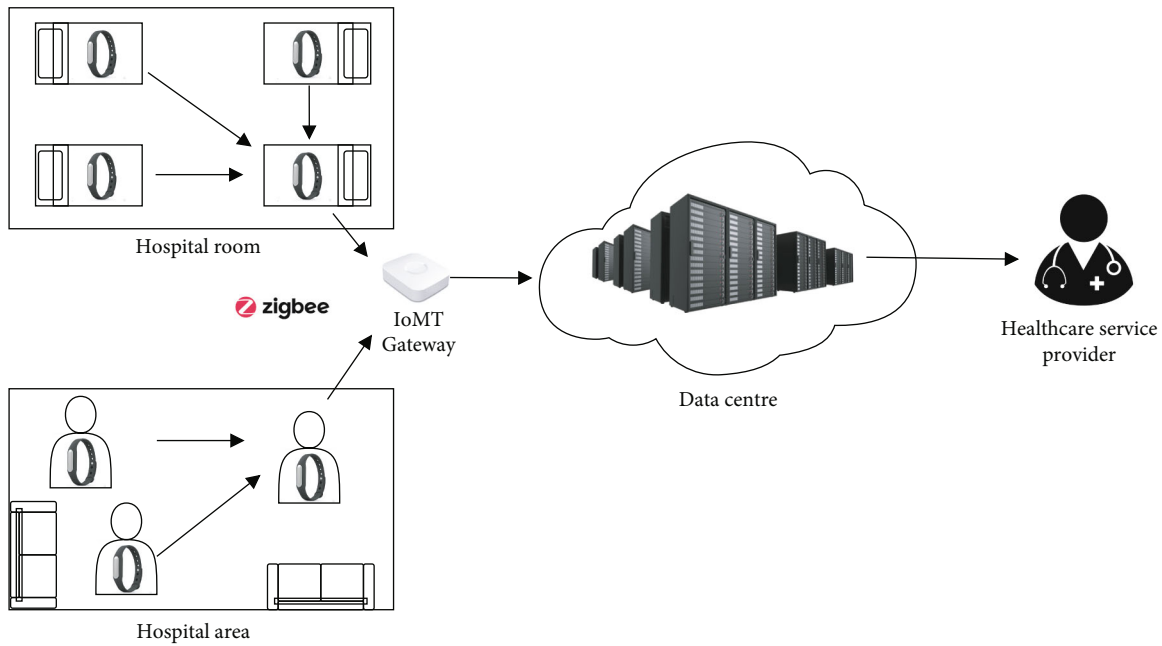 Hospital room
zigbee
IoMT
Gateway
Data centre
Healthcare service
provider
Hospital area